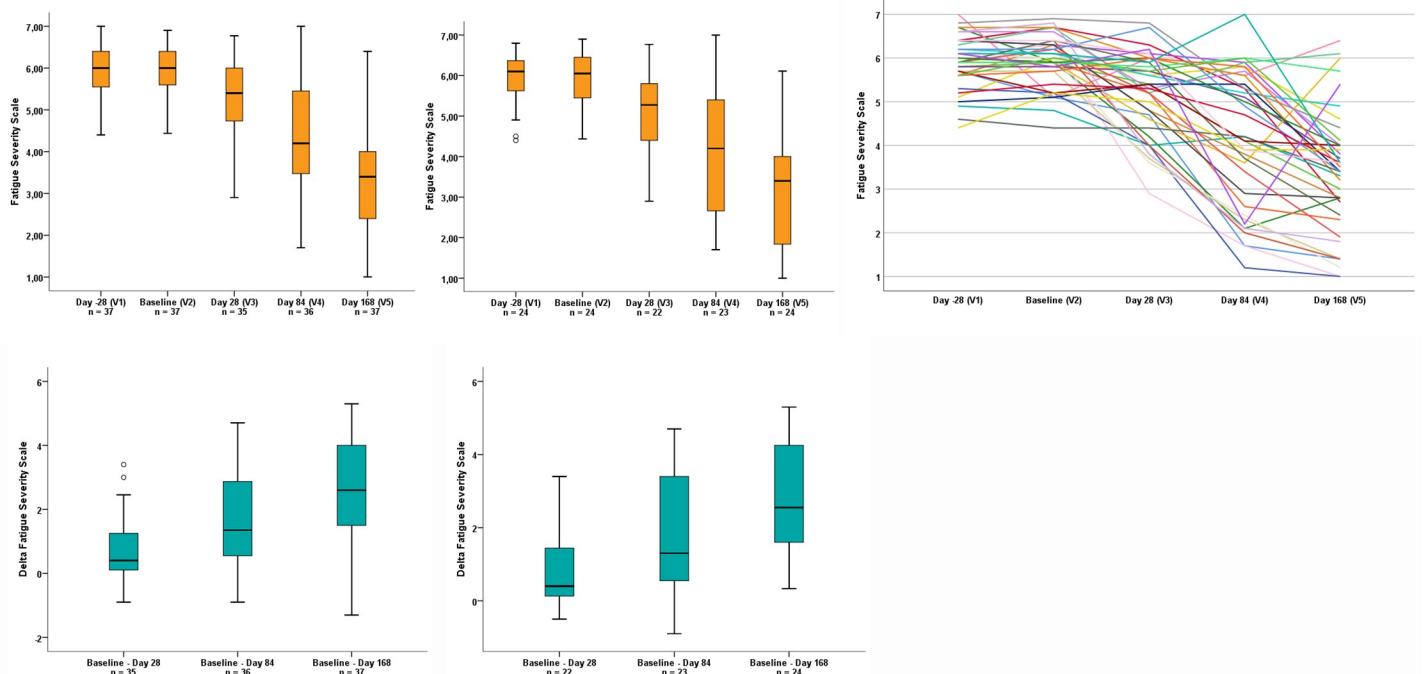 Fatigue Severity Scale
7,00
6,00
5,00
4,00
3,00
2,00
1,00
Day -28 (V1) Baseline (V2) Day 28 (V3) Day 84 (V4) Day 168 (V5)
n = 37 n = 37 n = 35 n = 36 n = 37
Fatigue Severity Scale
7,00
6,00
5,00
4,00
3,00
2,00
1,00
Day -28 (V1) Baseline (V2) Day 28 (V3) Day 84 (V4) Day 168 (V5)
n = 24 n = 24 n = 22 n = 23 n = 24
Fatigue Severity Scale
7
6
5
4
3
2
1
Day -28 (V1) Baseline (V2) Day 28 (V3) Day 84 (V4) Day 168 (V5)
Delta Fatigue Severity Scale
6
4
2
0
-2
Baseline - Day 28 Baseline - Day 84 Baseline - Day 168
n = 35 n = 36 n = 37
Delta Fatigue Severity Scale
6
4
2
0
Baseline - Day 28 Baseline - Day 84 Baseline - Day 168
n = 22 n = 23 n = 24